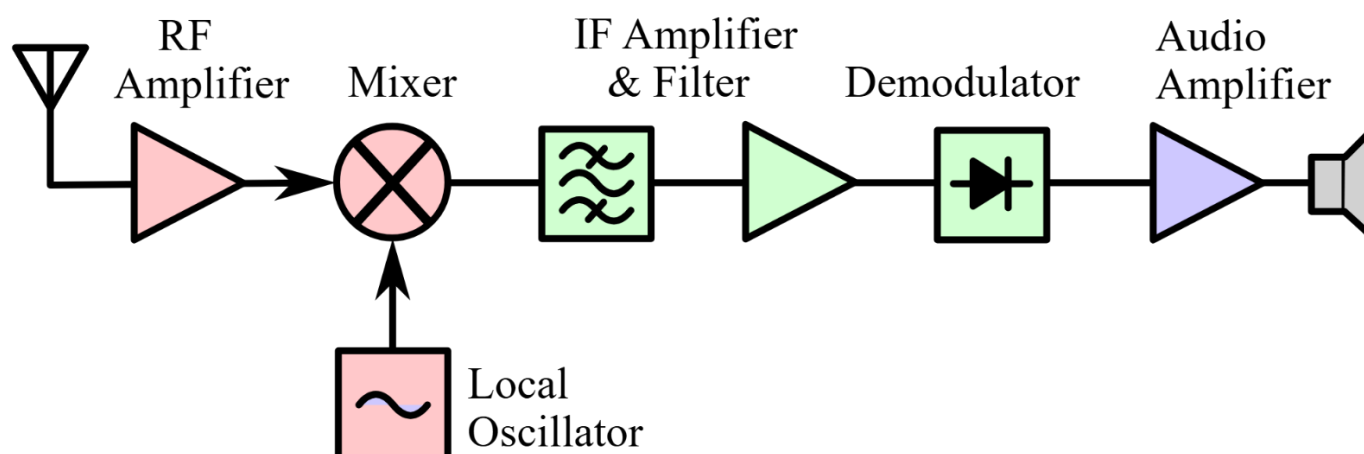 RF
Amplifier
Mixer
IF Amplifier
& Filter
Demodulator
Audio
Amplifier
Local
Oscillator